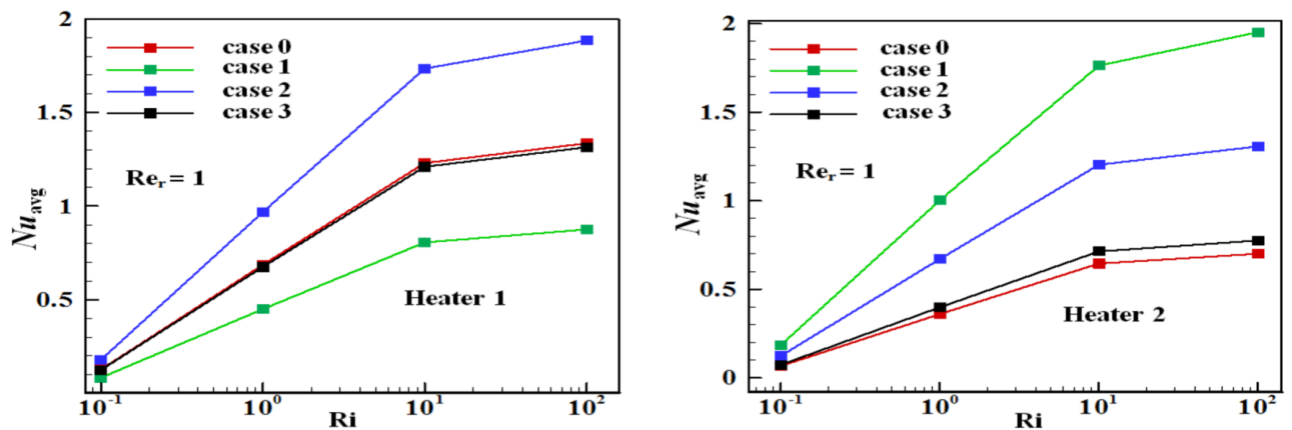 2
case 0
case 1
case 2
case 3
1.5
Re_r = 1
1
Nu_avg
0.5
Heater 1
10^-1
10^0
10^1
10^2
Ri
2
case 0
case 1
case 2
case 3
1.5
Re_r = 1
1
Nu_avg
0.5
Heater 2
0
10^-1
10^0
10^1
10^2
Ri